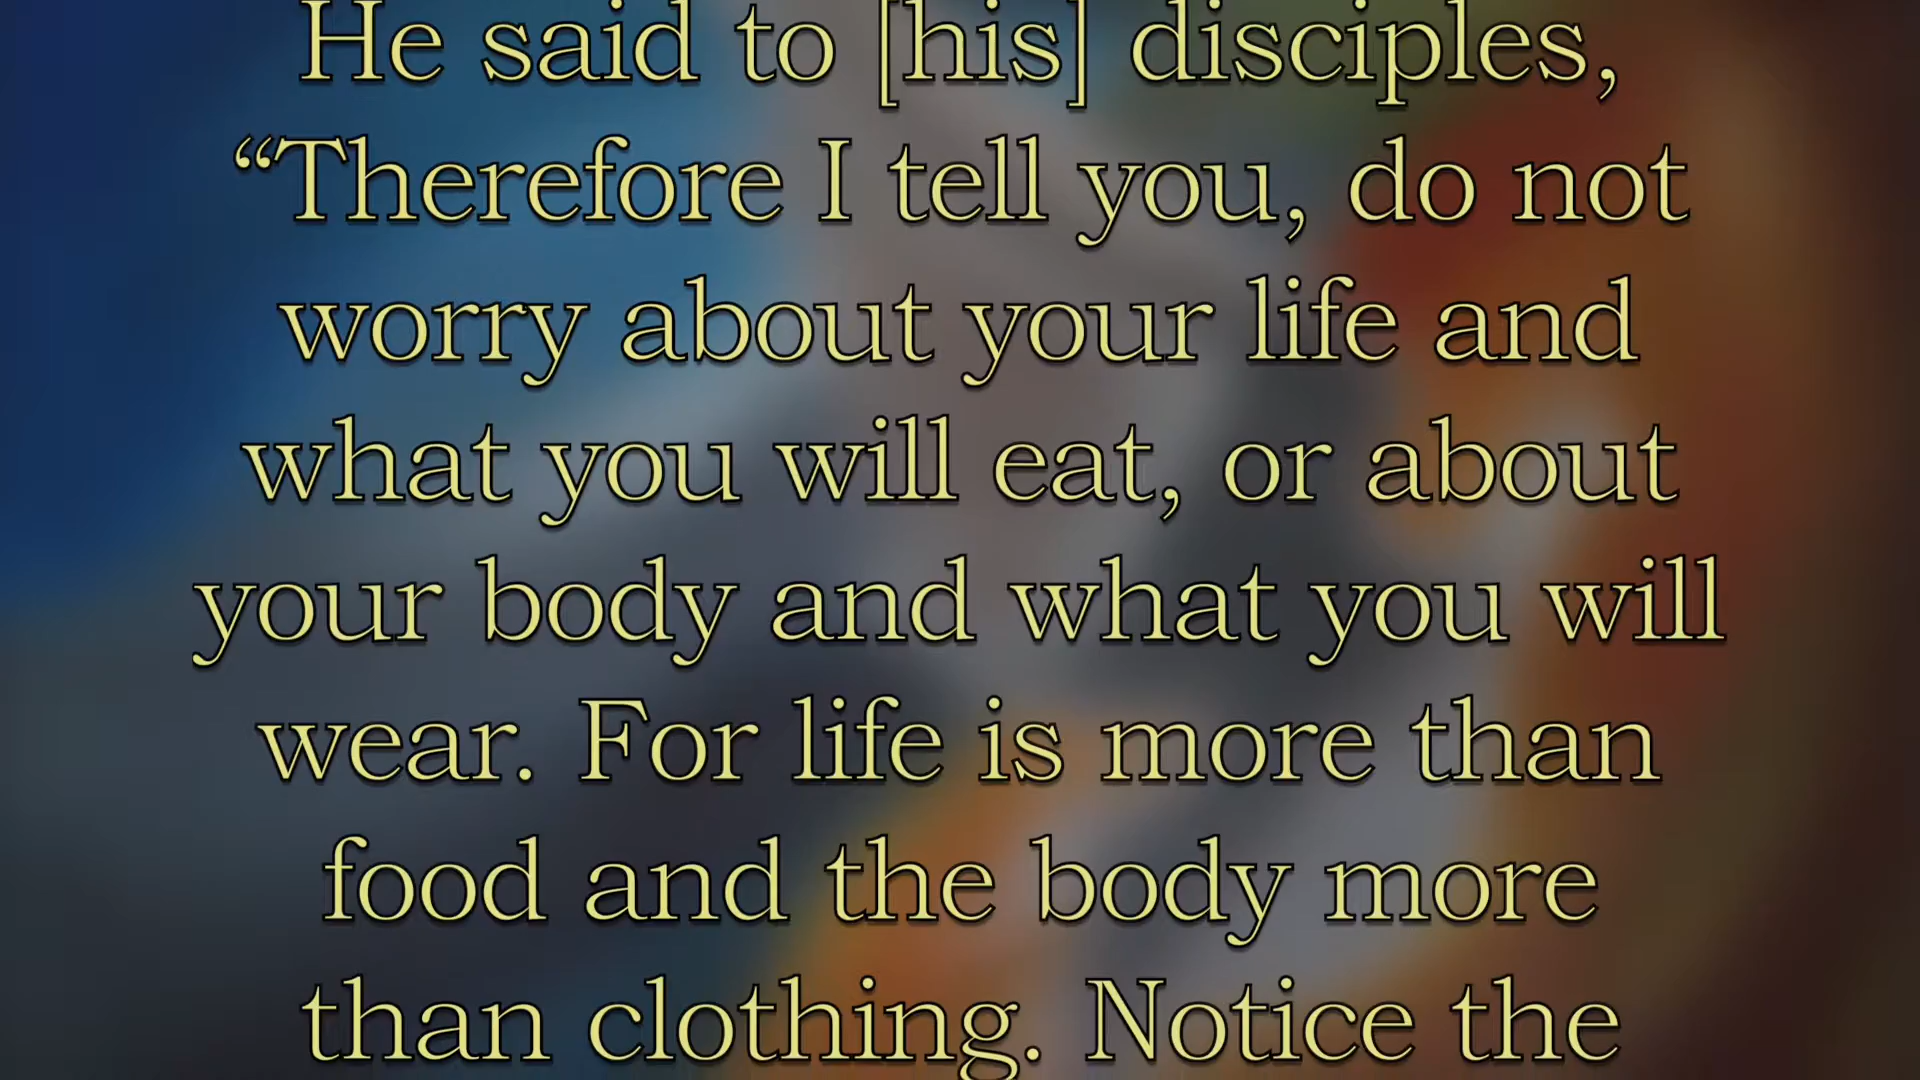 He said to [his] disciples,
“Therefore I tell you, do not
worry about your life and
what you will eat, or about
your body and what you will
wear. For life is more than
food and the body more
than clothing. Notice the